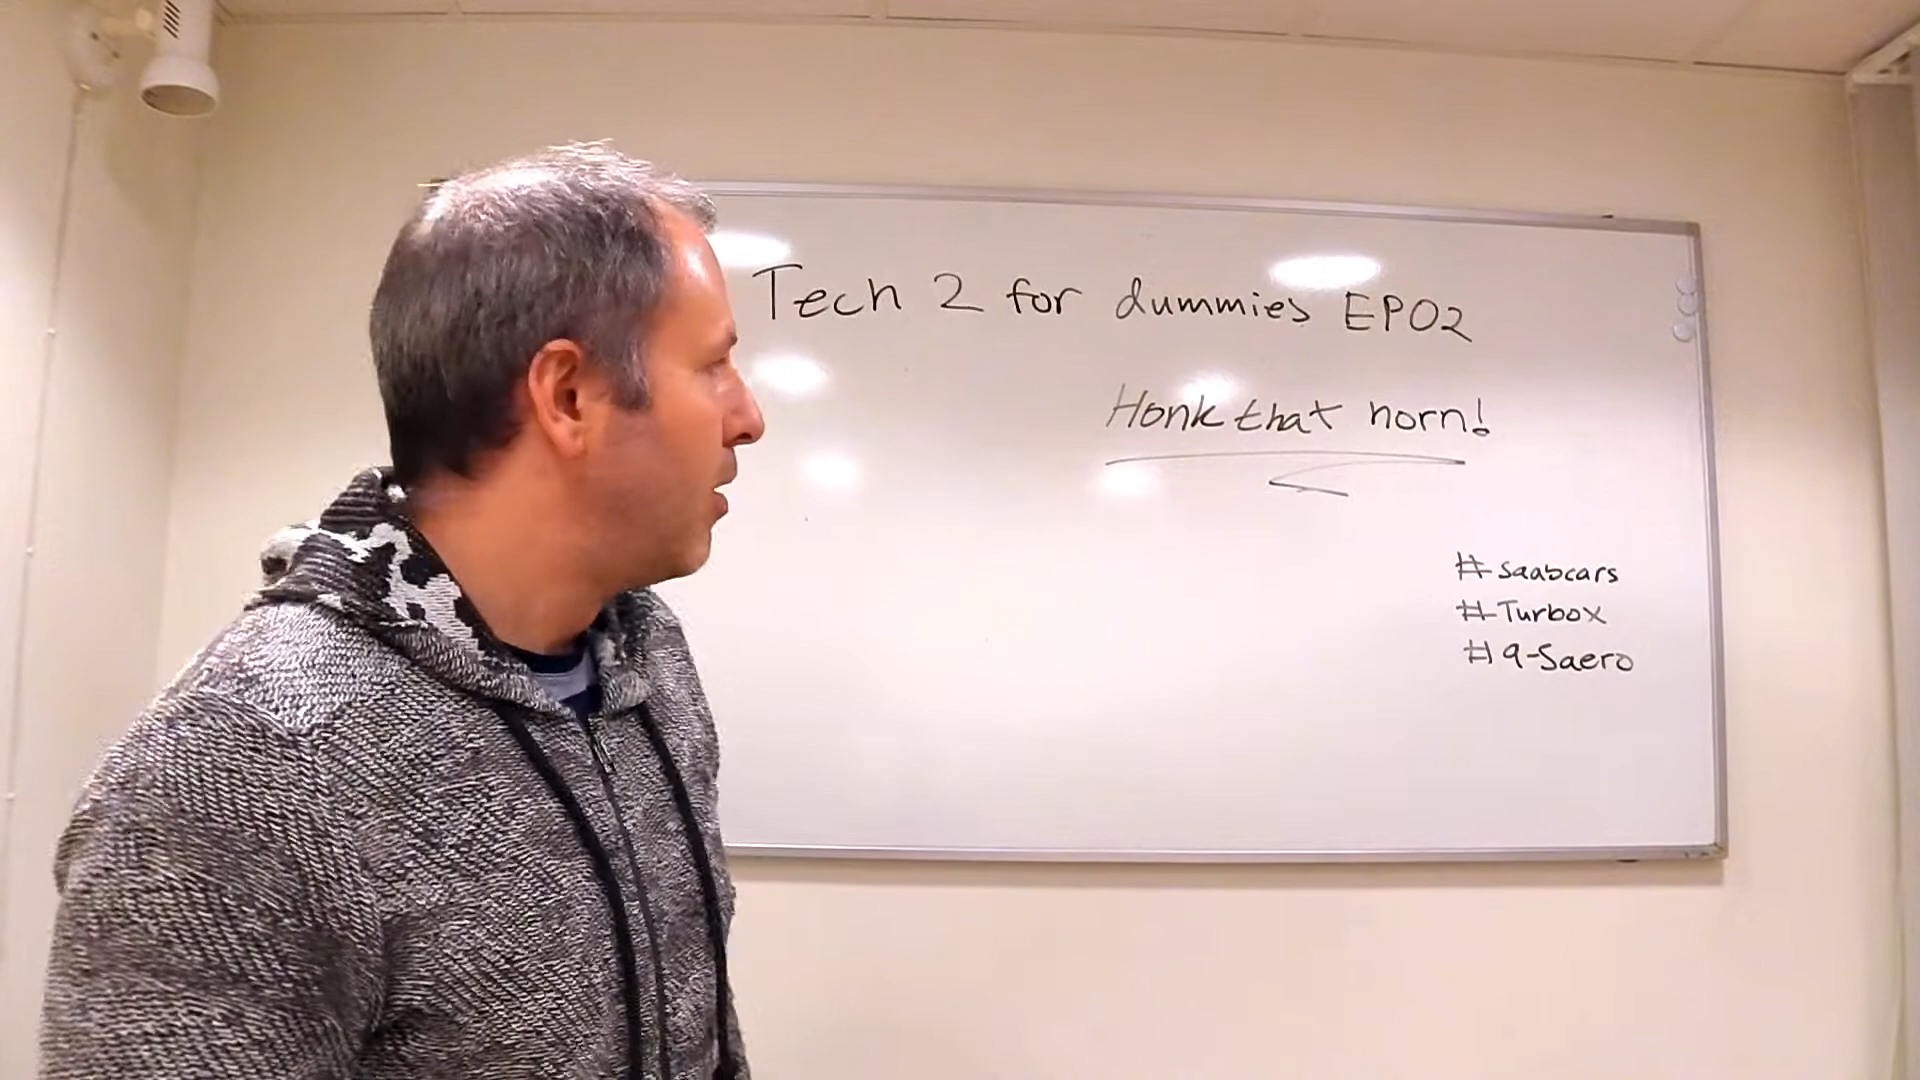 Tech 2 for dummies EP02
Honk that horn!
#saabcars
#Turbox
#9-5aero